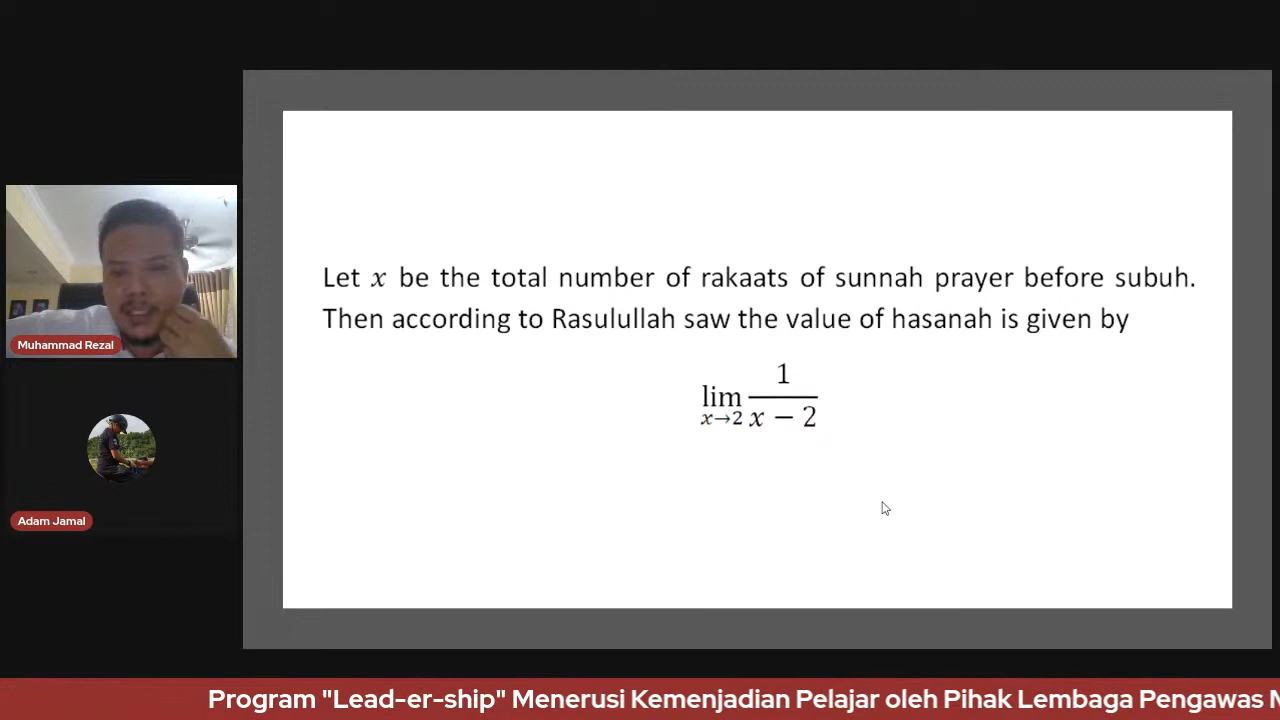 Let x be the total number of rakaats of sunnah prayer before subuh.
Then according to Rasulullah saw the value of hasanah is given by
lim x→2 1/(x − 2)
Muhammad Rezal
Adam Jamal
Program "Lead-er-ship" Menerusi Kemenjadian Pelajar oleh Pihak Lembaga Pengawas